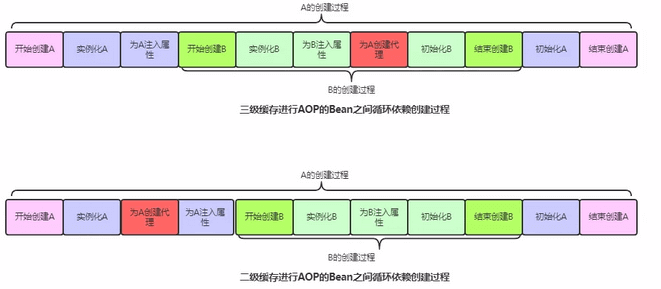 A的创建过程
开始创建A
实例化A
为A注入属
性
开始创建B
实例化B
为B注入属
性
为A创建代
理
初始化B
结束创建B
初始化A
结束创建A
B的创建过程
三级缓存进行AOP的Bean之间循环依赖创建过程
A的创建过程
开始创建A
实例化A
为A创建代
理
为A注入属
性
开始创建B
实例化B
为B注入属
性
初始化B
结束创建B
初始化A
结束创建A
B的创建过程
二级缓存进行AOP的Bean之间循环依赖创建过程